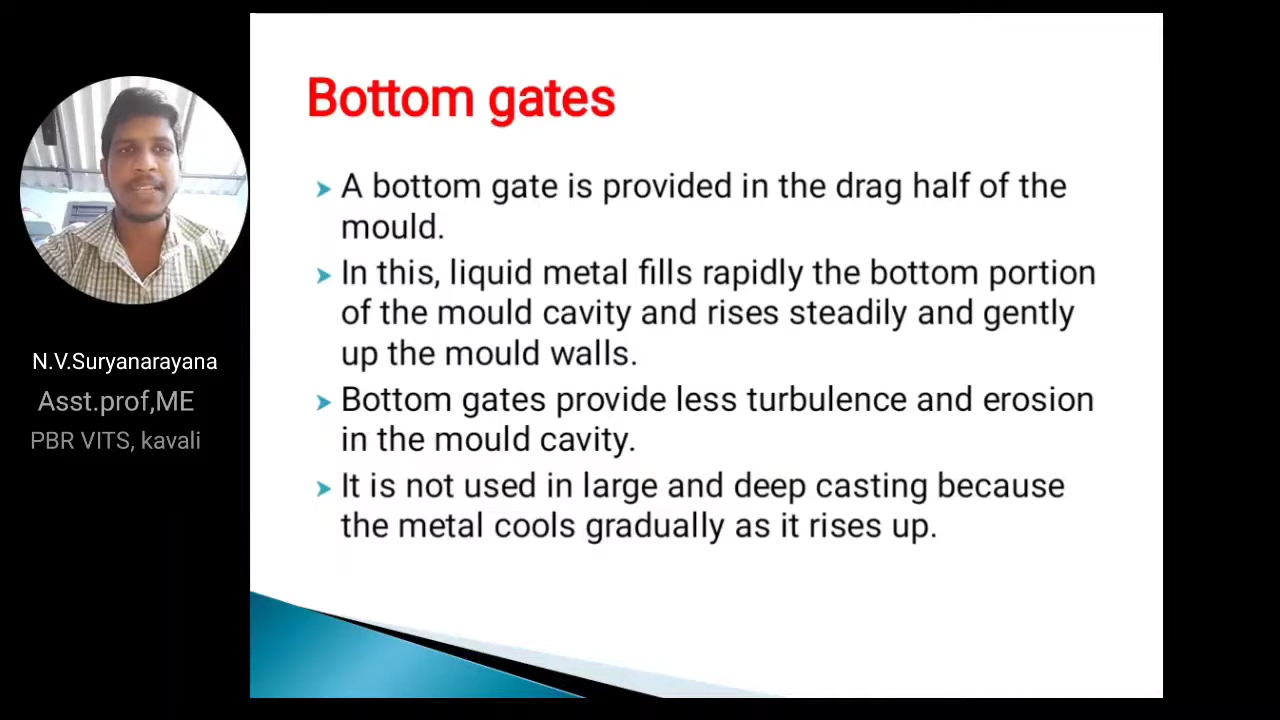 Bottom gates
A bottom gate is provided in the drag half of the
mould.
In this, liquid metal fills rapidly the bottom portion
of the mould cavity and rises steadily and gently
up the mould walls.
Bottom gates provide less turbulence and erosion
in the mould cavity.
It is not used in large and deep casting because
the metal cools gradually as it rises up.
N.V.Suryanarayana
Asst.prof,ME
PBR VITS, kavali